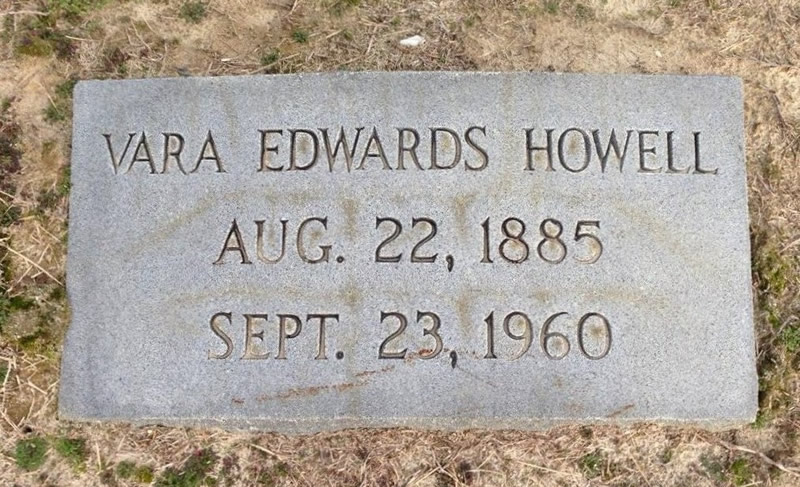 VARA EDWARDS HOWELL
AUG. 22, 1885
SEPT. 23, 1960